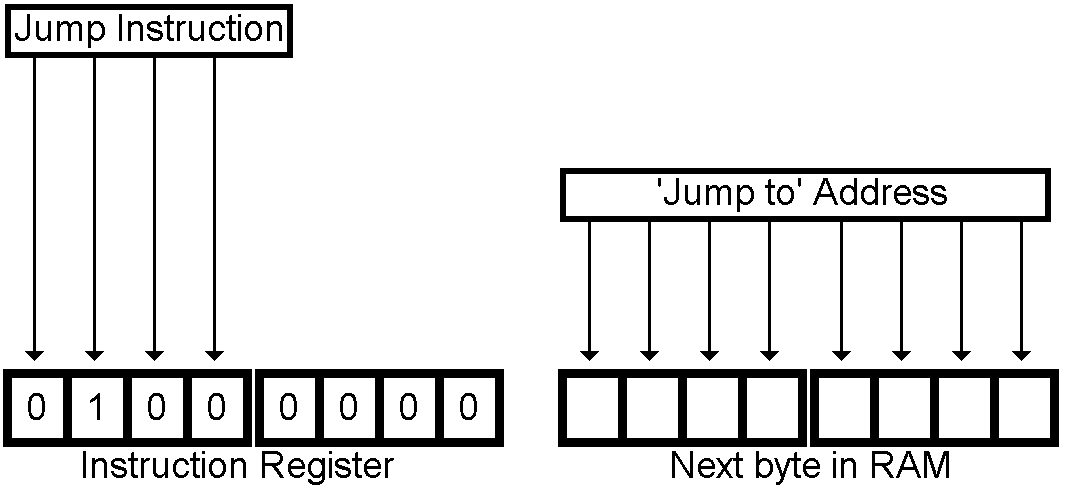 Jump Instruction
'Jump to' Address
0 1 0 0 0 0 0 0
Instruction Register
Next byte in RAM